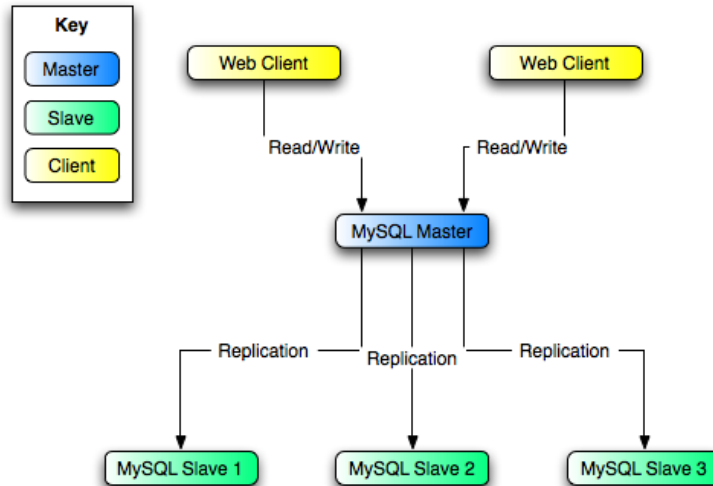 Key
Master
Slave
Client
Web Client
Web Client
Read/Write
Read/Write
MySQL Master
Replication
Replication
Replication
MySQL Slave 1
MySQL Slave 2
MySQL Slave 3